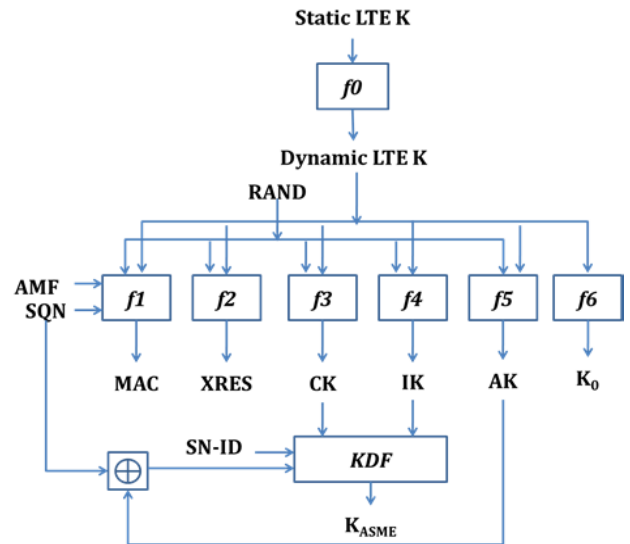 Static LTE K
f0
Dynamic LTE K
RAND
AMF
SQN
f1 f2 f3 f4 f5 f6
MAC XRES CK IK AK K₀
SN-ID
KDF
K_ASME